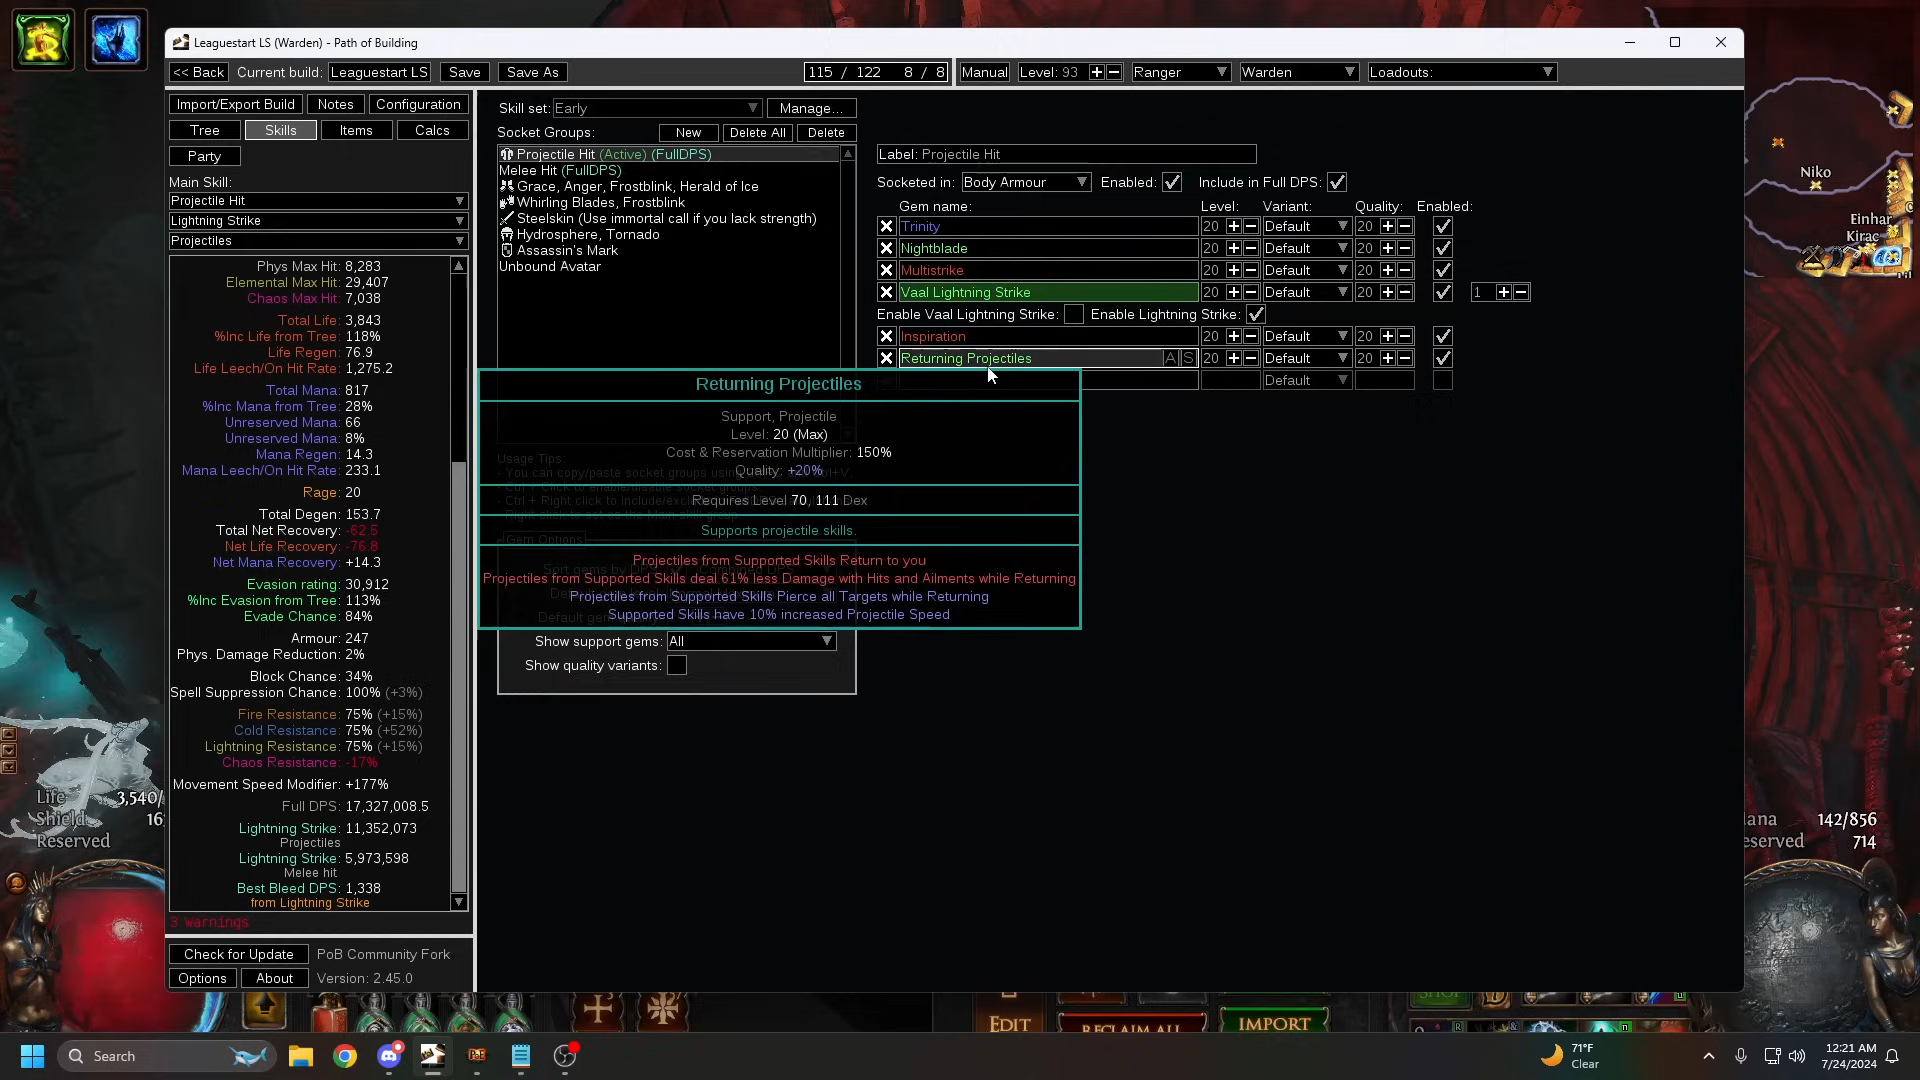 Leaguestart LS (Warden) - Path of Building
<< Back
Current build: Leaguestart LS
Save
Save As
115 / 122 8 / 8
Manual
Level: 93
Ranger
Warden
Loadouts:
Import/Export Build
Notes
Configuration
Tree
Skills
Items
Calcs
Party
Main Skill:
Projectile Hit
Lightning Strike
Projectiles
Phys Max Hit: 8,283
Elemental Max Hit: 29,407
Chaos Max Hit: 7,038
Total Life: 3,843
%Inc Life from Tree: 118%
Life Regen: 76.9
Life Leech/On Hit Rate: 1,275.2
Total Mana: 817
%Inc Mana from Tree: 28%
Unreserved Mana: 66
Unreserved Mana: 8%
Mana Regen: 14.3
Mana Leech/On Hit Rate: 233.1
Rage: 20
Total Degen: 153.7
Total Net Recovery: -62.5
Net Life Recovery: -76.8
Net Mana Recovery: +14.3
Evasion rating: 30,912
%Inc Evasion from Tree: 113%
Evade Chance: 84%
Armour: 247
Phys. Damage Reduction: 2%
Block Chance: 34%
Spell Suppression Chance: 100% (+3%)
Fire Resistance: 75% (+15%)
Cold Resistance: 75% (+52%)
Lightning Resistance: 75% (+15%)
Chaos Resistance: -17%
Movement Speed Modifier: +177%
Full DPS: 17,327,008.5
Lightning Strike: 11,352,073
Projectiles
Lightning Strike: 5,973,598
Melee hit
Best Bleed DPS: 1,338
from Lightning Strike
3 Warnings
Check for Update
PoB Community Fork
Options
About
Version: 2.45.0
Skill set: Early
Manage...
Socket Groups:
New
Delete All
Delete
Projectile Hit (Active) (FullDPS)
Melee Hit (FullDPS)
Grace, Anger, Frostblink, Herald of Ice
Whirling Blades, Frostblink
Steelskin (Use immortal call if you lack strength)
Hydrosphere, Tornado
Assassin's Mark
Unbound Avatar
Label: Projectile Hit
Socketed in: Body Armour
Enabled:
Include in Full DPS:
Gem name: Level: Variant: Quality: Enabled:
Trinity 20 Default 20
Nightblade 20 Default 20
Multistrike 20 Default 20
Vaal Lightning Strike 20 Default 20 1
Enable Vaal Lightning Strike: Enable Lightning Strike:
Inspiration 20 Default 20
Returning Projectiles A S 20 Default 20
Default
Returning Projectiles
Support, Projectile
Level: 20 (Max)
Cost & Reservation Multiplier: 150%
Quality: +20%
Usage Tips:
Requires Level 70, 111 Dex
Supports projectile skills.
Gem Options
Projectiles from Supported Skills Return to you
Projectiles from Supported Skills deal 61% less Damage with Hits and Ailments while Returning
Projectiles from Supported Skills Pierce all Targets while Returning
Supported Skills have 10% increased Projectile Speed
Show support gems: All
Show quality variants:
Niko
Einhar
Kirac
Life 3,540/
Shield 16
Reserved
142/856
714
EDIT
RECLAIM ALL
IMPORT
SHOP
Search
71°F
Clear
12:21 AM
7/24/2024